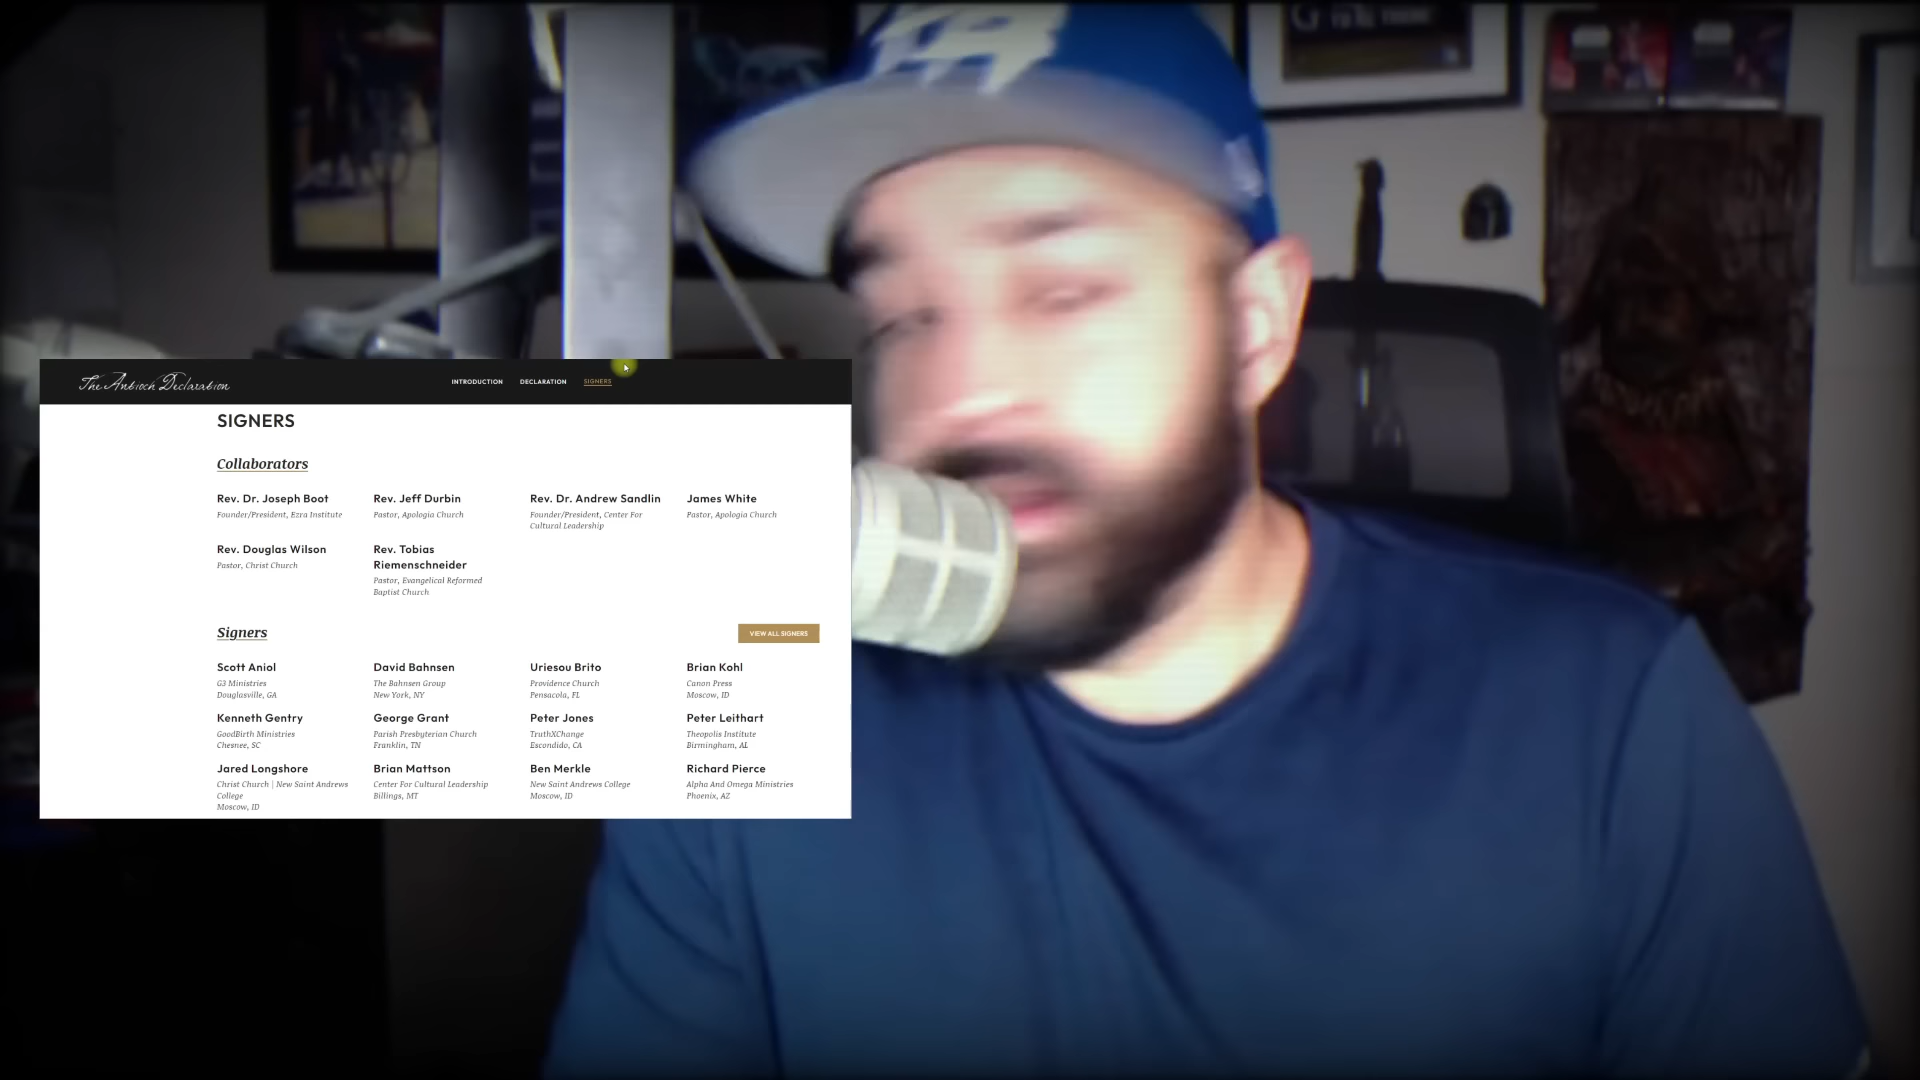 The Antioch Declaration
INTRODUCTION DECLARATION SIGNERS
SIGNERS
Collaborators
Rev. Dr. Joseph Boot
Founder/President, Ezra Institute
Rev. Jeff Durbin
Pastor, Apologia Church
Rev. Dr. Andrew Sandlin
Founder/President, Center For
Cultural Leadership
James White
Pastor, Apologia Church
Rev. Douglas Wilson
Pastor, Christ Church
Rev. Tobias
Riemenschneider
Pastor, Evangelical Reformed
Baptist Church
Signers
VIEW ALL SIGNERS
Scott Aniol
G3 Ministries
Douglasville, GA
David Bahnsen
The Bahnsen Group
New York, NY
Uriesou Brito
Providence Church
Pensacola, FL
Brian Kohl
Canon Press
Moscow, ID
Kenneth Gentry
GoodBirth Ministries
Chesnee, SC
George Grant
Parish Presbyterian Church
Franklin, TN
Peter Jones
TruthXChange
Escondido, CA
Peter Leithart
Theopolis Institute
Birmingham, AL
Jared Longshore
Christ Church | New Saint Andrews
College
Moscow, ID
Brian Mattson
Center For Cultural Leadership
Billings, MT
Ben Merkle
New Saint Andrews College
Moscow, ID
Richard Pierce
Alpha And Omega Ministries
Phoenix, AZ